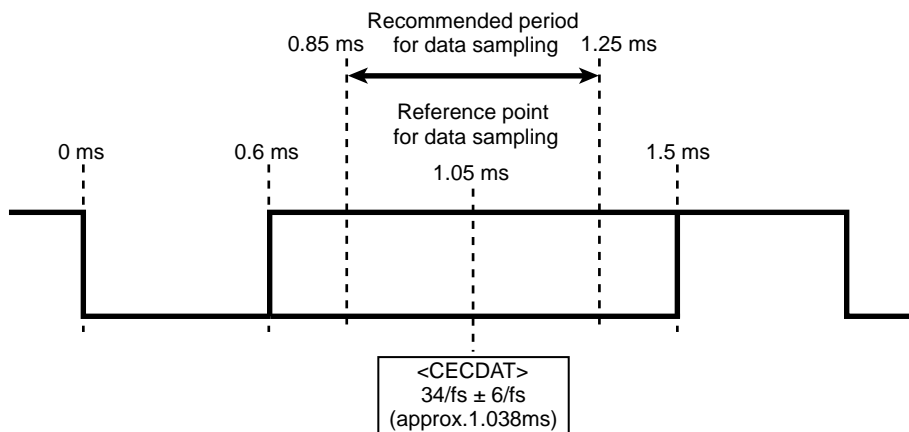 Recommended period
for data sampling
0.85 ms
1.25 ms
Reference point
for data sampling
0 ms
0.6 ms
1.05 ms
1.5 ms
<CECDAT>
34/fs ± 6/fs
(approx.1.038ms)